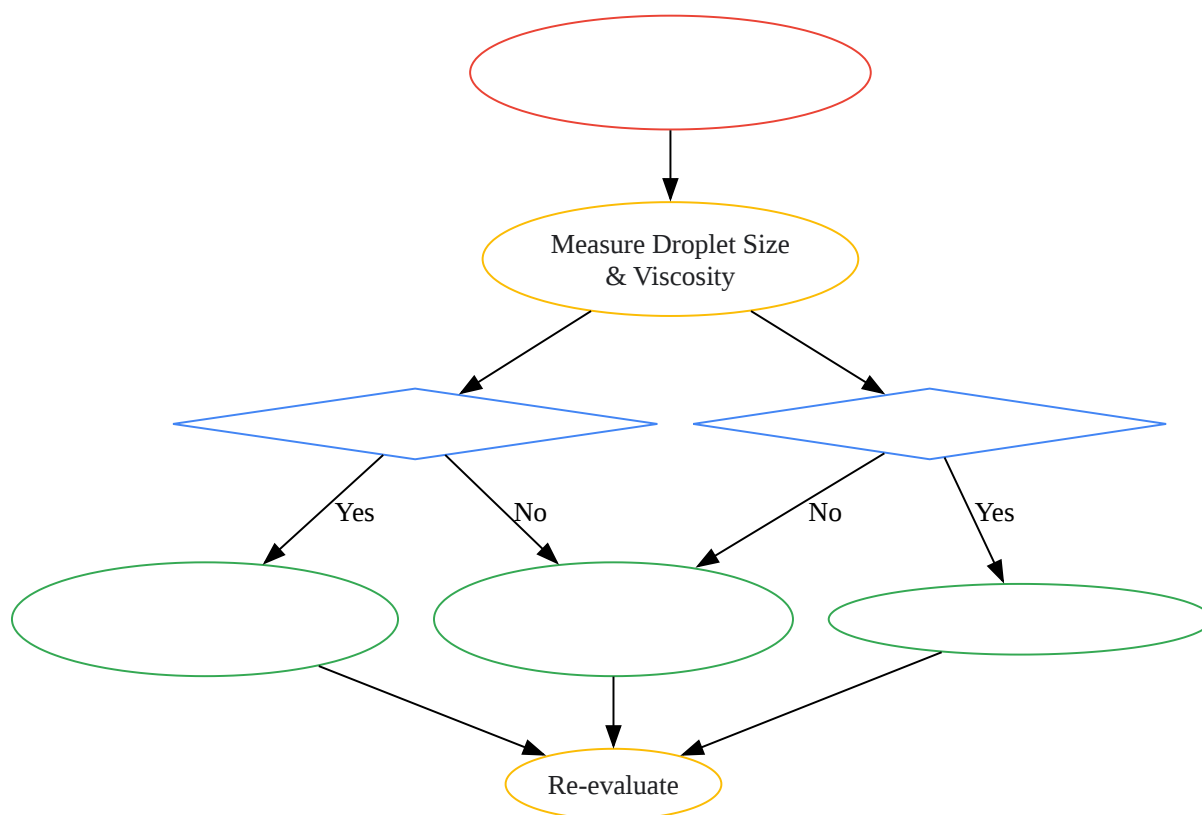 Measure Droplet Size
& Viscosity
Yes
No
No
Yes
Re-evaluate